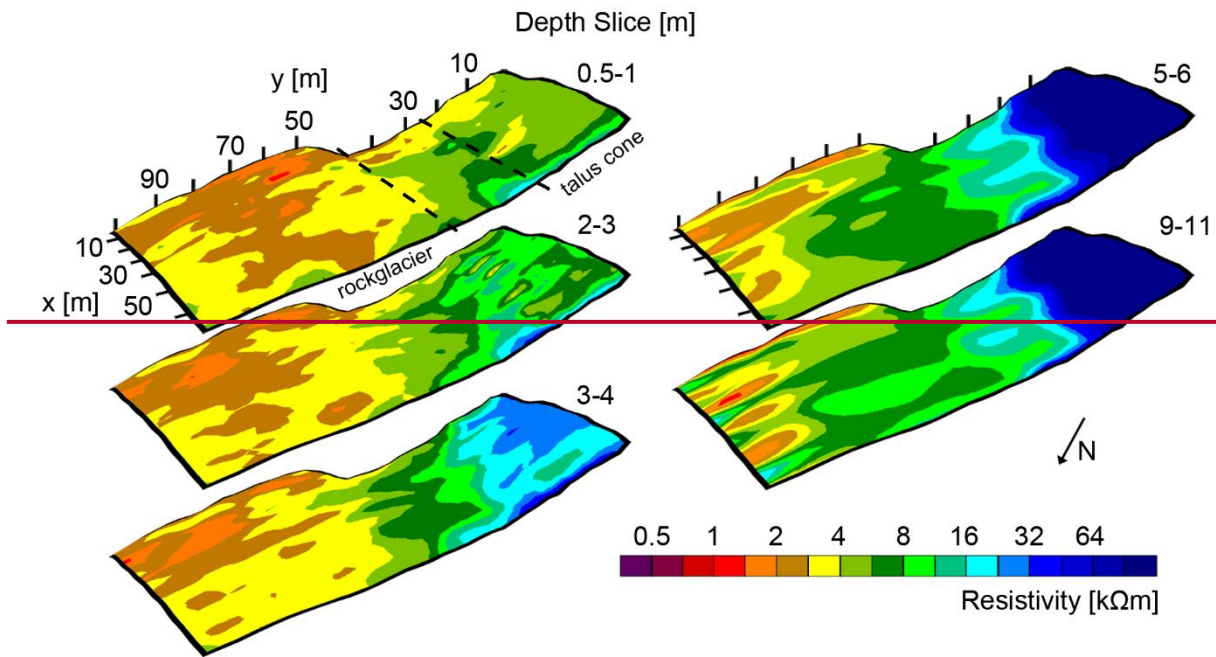 Depth Slice [m]
y [m]
10
30
50
70
90
0.5-1
talus cone
rockglacier
10
30
50
x [m]
2-3
3-4
5-6
9-11
N
0.5 1 2 4 8 16 32 64
Resistivity [kΩm]